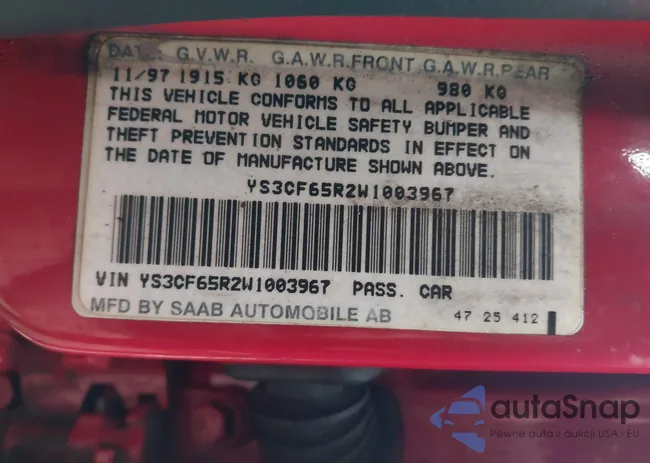 DATE G.V.W.R. G.A.W.R.FRONT G.A.W.R.REAR
11/97 1915 KG 1060 KG 980 KG
THIS VEHICLE CONFORMS TO ALL APPLICABLE
FEDERAL MOTOR VEHICLE SAFETY BUMPER AND
THEFT PREVENTION STANDARDS IN EFFECT ON
THE DATE OF MANUFACTURE SHOWN ABOVE.
YS3CF65R2W1003967
VIN YS3CF65R2W1003967 PASS. CAR
MFD BY SAAB AUTOMOBILE AB 47 25 412
autaSnap
Pewne auta z aukcji USA - EU